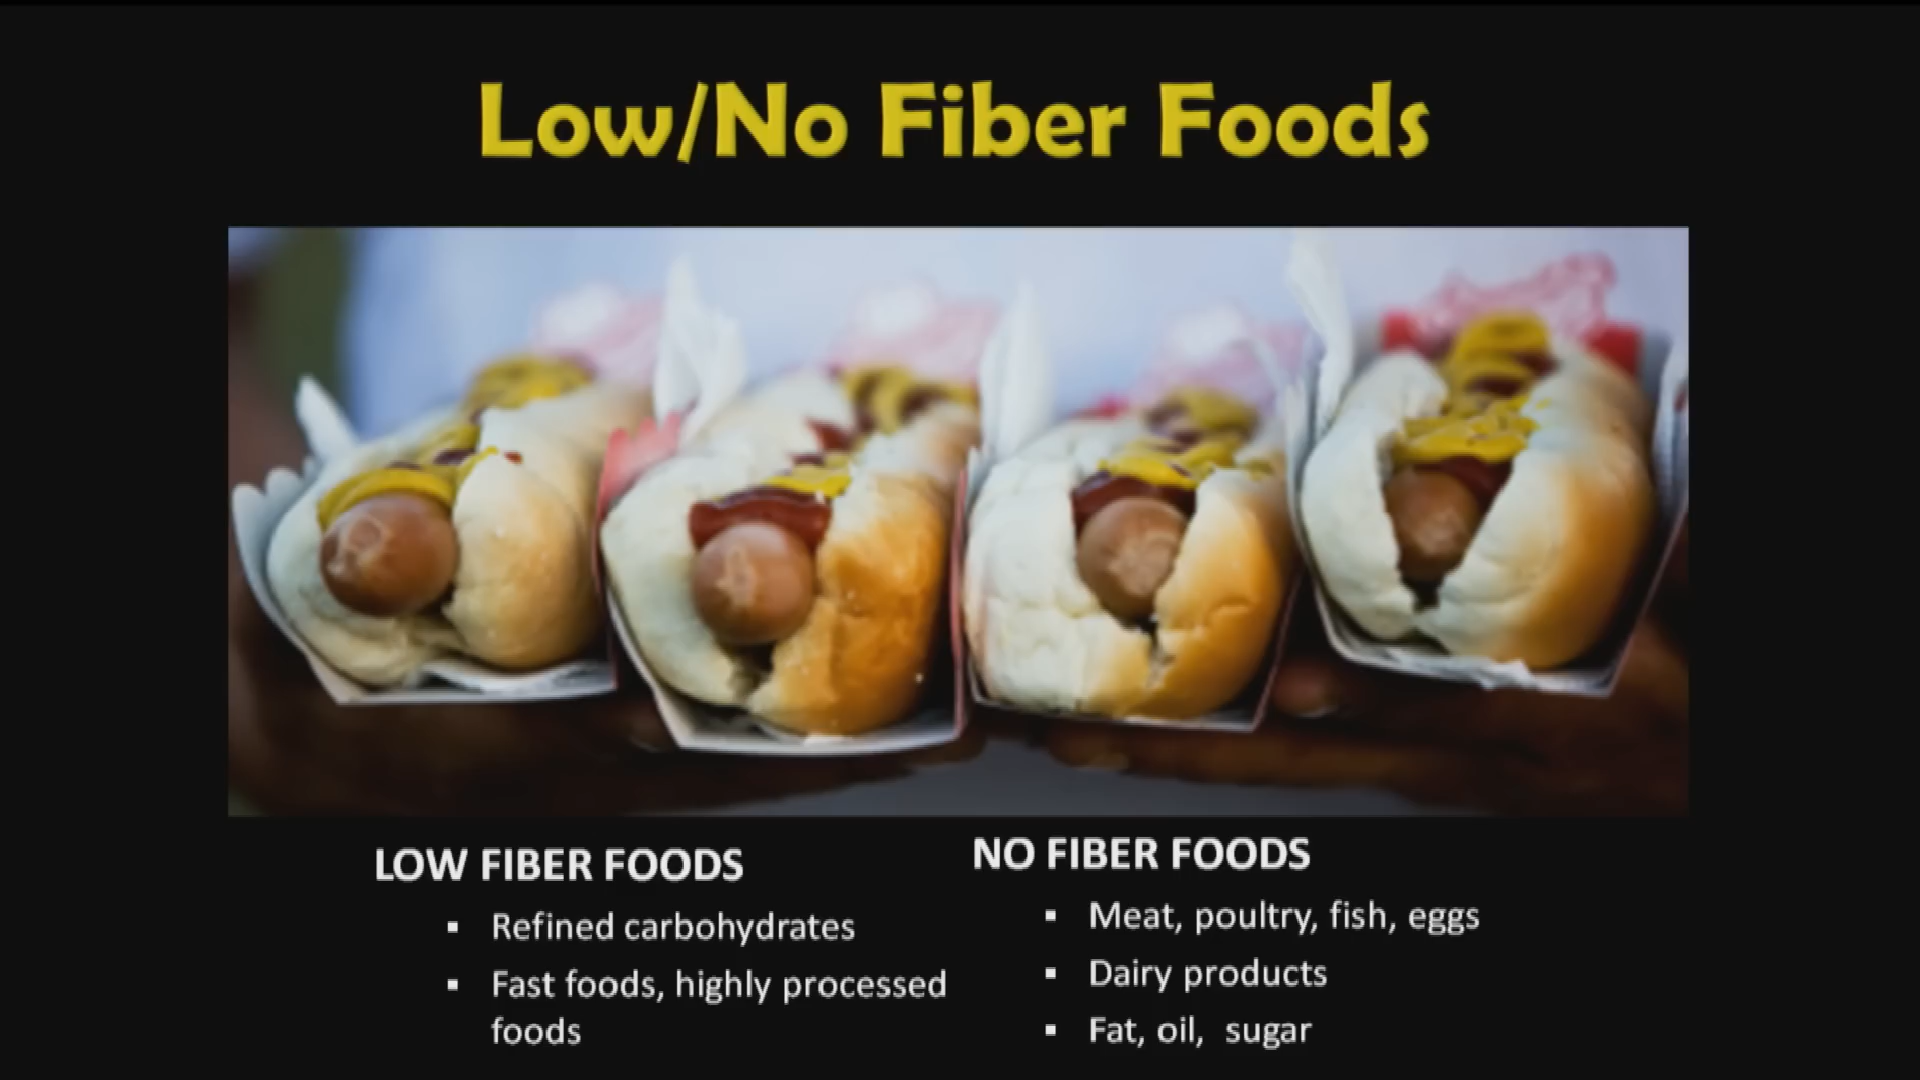 Low/No Fiber Foods
LOW FIBER FOODS
▪ Refined carbohydrates
▪ Fast foods, highly processed
foods
NO FIBER FOODS
▪ Meat, poultry, fish, eggs
▪ Dairy products
▪ Fat, oil, sugar